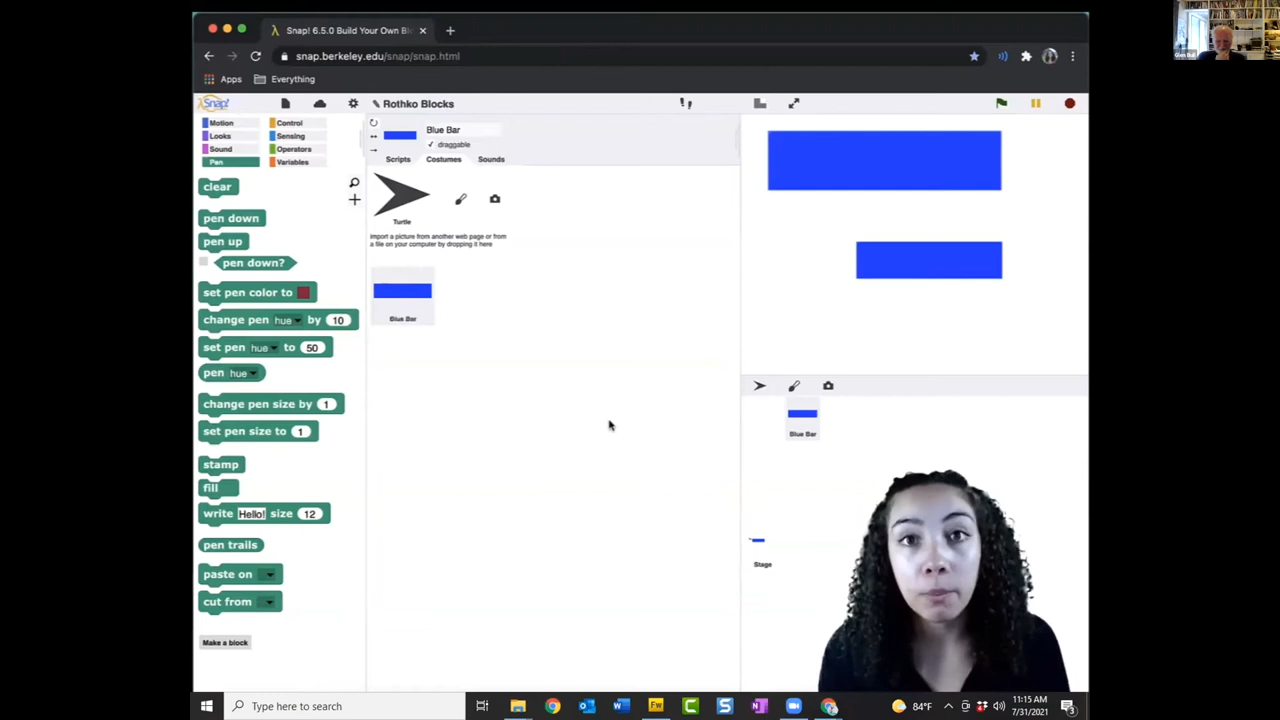 Snap! 6.5.0 Build Your Own Bl
snap.berkeley.edu/snap/snap.html
Apps Everything
Snap! Rothko Blocks
Motion Control
Looks Sensing
Sound Operators
Pen Variables
Blue Bar
draggable
Scripts Costumes Sounds
clear
pen down
pen up
pen down?
set pen color to
change pen hue by 10
set pen hue to 50
pen hue
change pen size by 1
set pen size to 1
stamp
fill
write Hello! size 12
pen trails
paste on
cut from
Make a block
Turtle
Import a picture from another web page or from
a file on your computer by dropping it here
Blue Bar
Blue Bar
Stage
Glen Bull
Type here to search
84°F
11:15 AM
7/31/2021
3